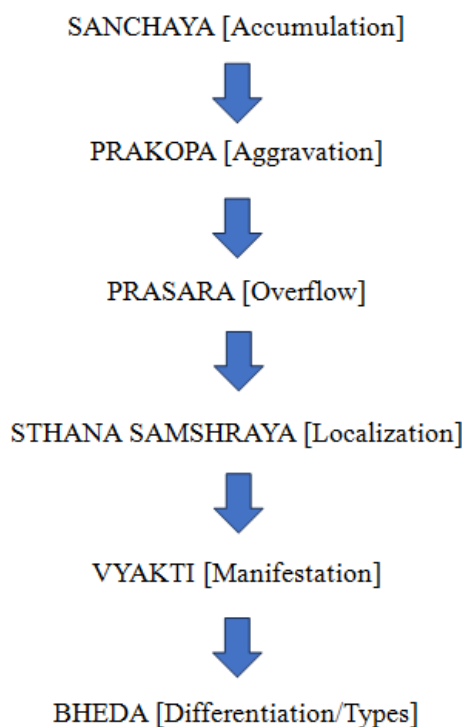 SANCHAYA [Accumulation]
PRAKOPA [Aggravation]
PRASARA [Overflow]
STHANA SAMSHRAYA [Localization]
VYAKTI [Manifestation]
BHEDA [Differentiation/Types]